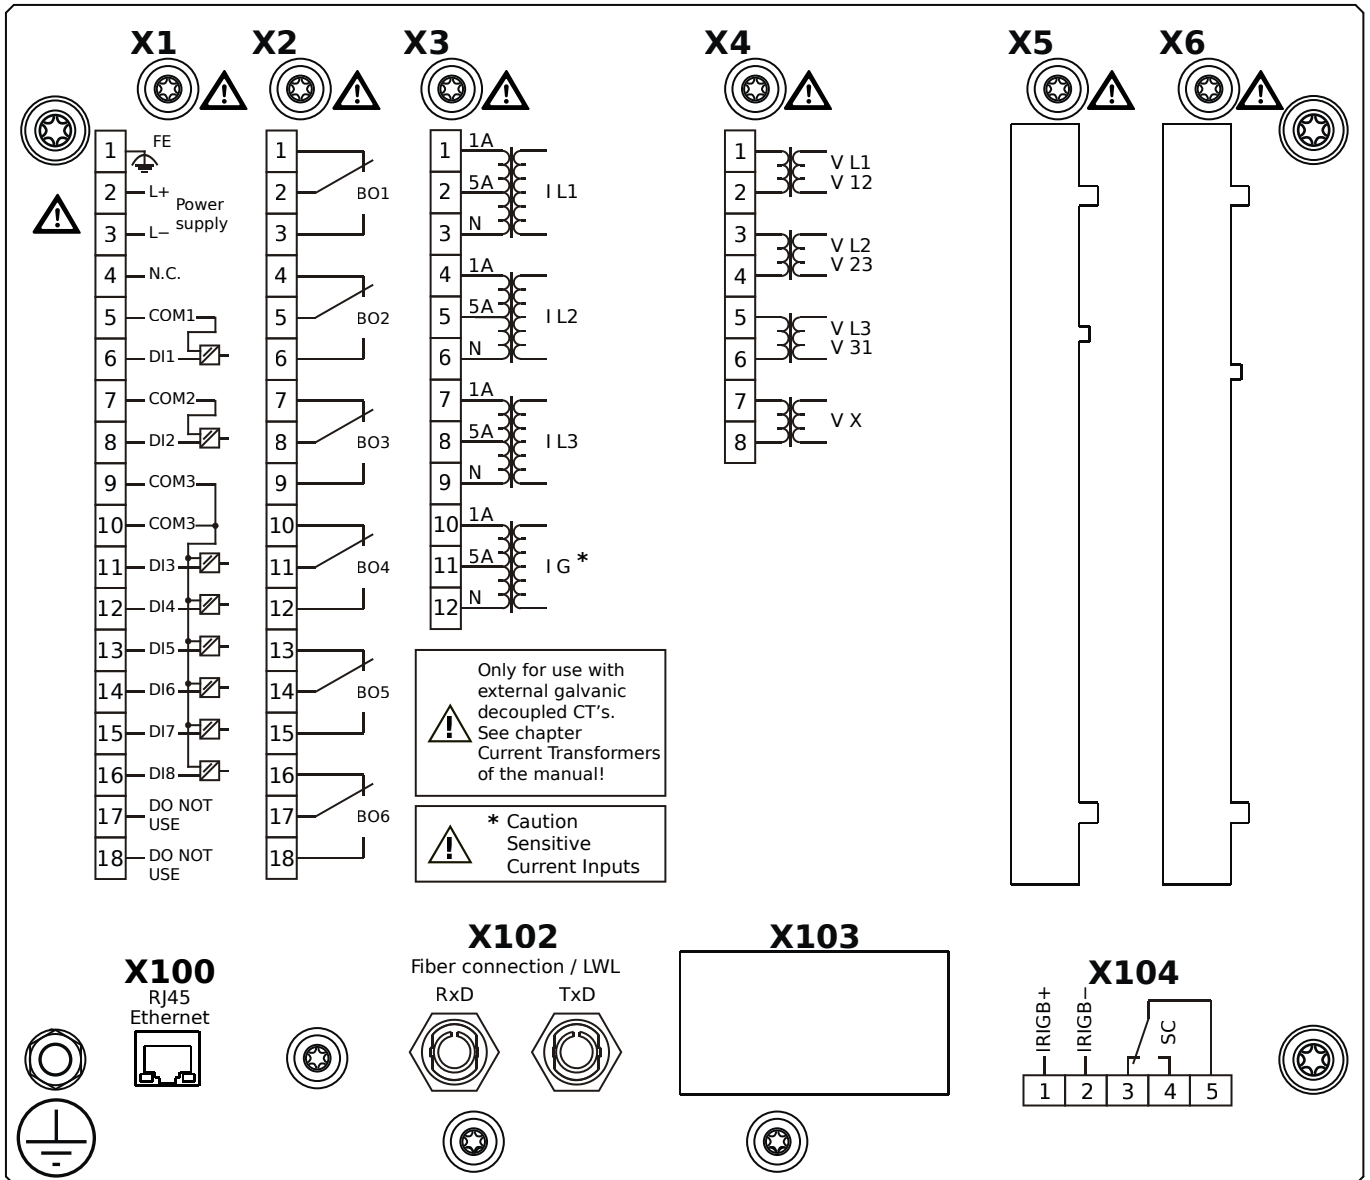 X1 X2 X3 X4 X5 X6
1 FE
2 L+ Power
3 L− supply
4 N.C.
5 COM1
6 DI1
7 COM2
8 DI2
9 COM3
10 COM3
11 DI3
12 DI4
13 DI5
14 DI6
15 DI7
16 DI8
17 DO NOT
USE
18 DO NOT
USE
1
2 BO1
3
4
5 BO2
6
7
8 BO3
9
10
11 BO4
12
13
14 BO5
15
16
17 BO6
18
1 1A
2 5A I L1
3 N
4 1A
5 5A I L2
6 N
7 1A
8 5A I L3
9 N
10 1A
11 5A I G *
12 N
Only for use with
external galvanic
decoupled CT's.
See chapter
Current Transformers
of the manual!
* Caution
Sensitive
Current Inputs
1 V L1
2 V 12
3 V L2
4 V 23
5 V L3
6 V 31
7 V X
8
X100
RJ45
Ethernet
X102
Fiber connection / LWL
RxD TxD
X103
X104
IRIGB+
IRIGB−
SC
1 2 3 4 5